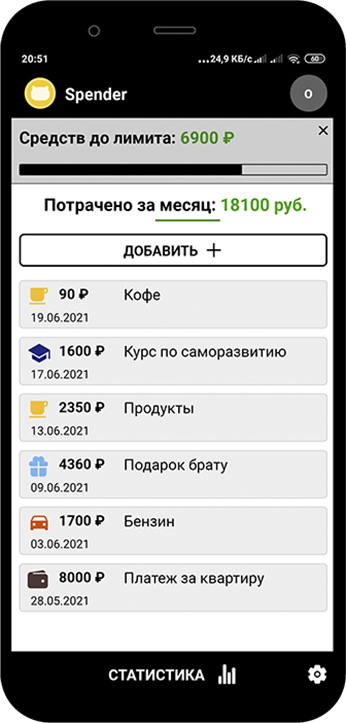 20:51
...24,9 КБ/с 60
Spender
О
Средств до лимита: 6900 ₽
Потрачено за месяц: 18100 руб.
ДОБАВИТЬ +
90 ₽ Кофе
19.06.2021
1600 ₽ Курс по саморазвитию
17.06.2021
2350 ₽ Продукты
13.06.2021
4360 ₽ Подарок брату
09.06.2021
1700 ₽ Бензин
03.06.2021
8000 ₽ Платеж за квартиру
28.05.2021
СТАТИСТИКА